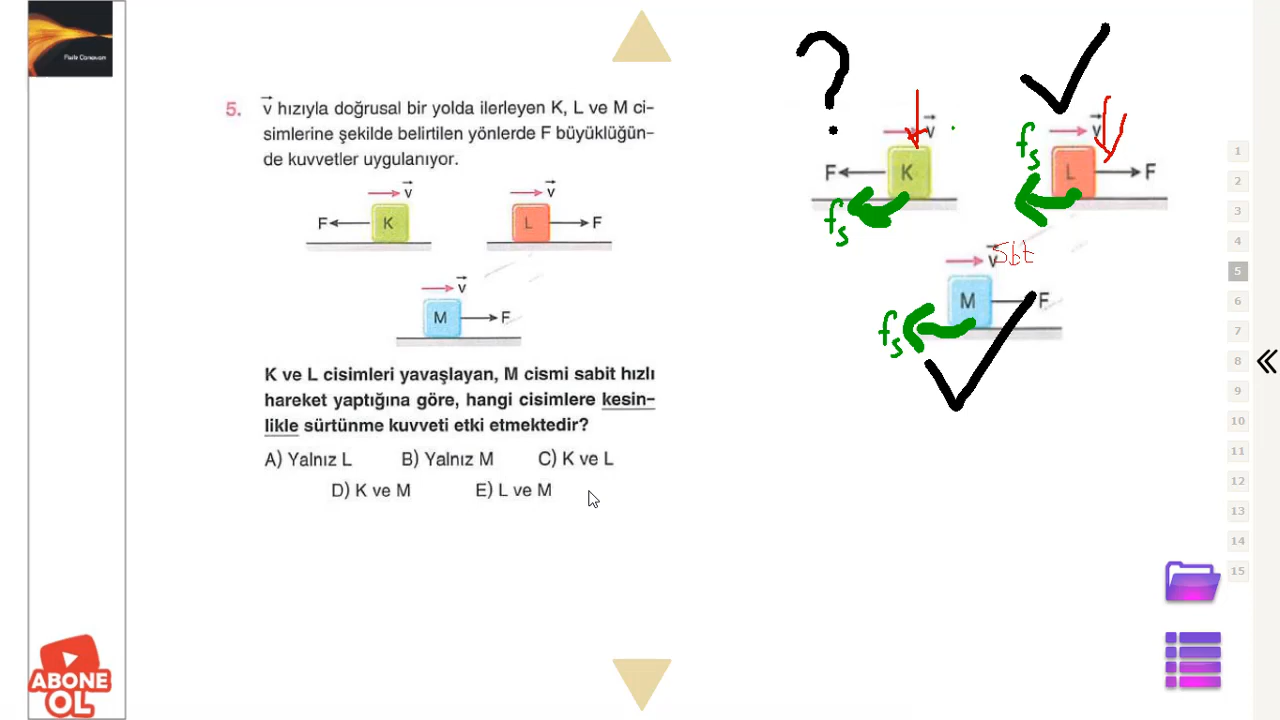 Fizik Canavarı
5. v hızıyla doğrusal bir yolda ilerleyen K, L ve M ci-
simlerine şekilde belirtilen yönlerde F büyüklüğün-
de kuvvetler uygulanıyor.
v
F K
v
L F
v
M F
K ve L cisimleri yavaşlayan, M cismi sabit hızlı
hareket yaptığına göre, hangi cisimlere kesin-
likle sürtünme kuvveti etki etmektedir?
A) Yalnız L B) Yalnız M C) K ve L
D) K ve M E) L ve M
?
v
F K
fs
v
fs
L F
v sbt
M F
fs
1
2
3
4
5
6
7
8
9
10
11
12
13
14
15
ABONE
OL